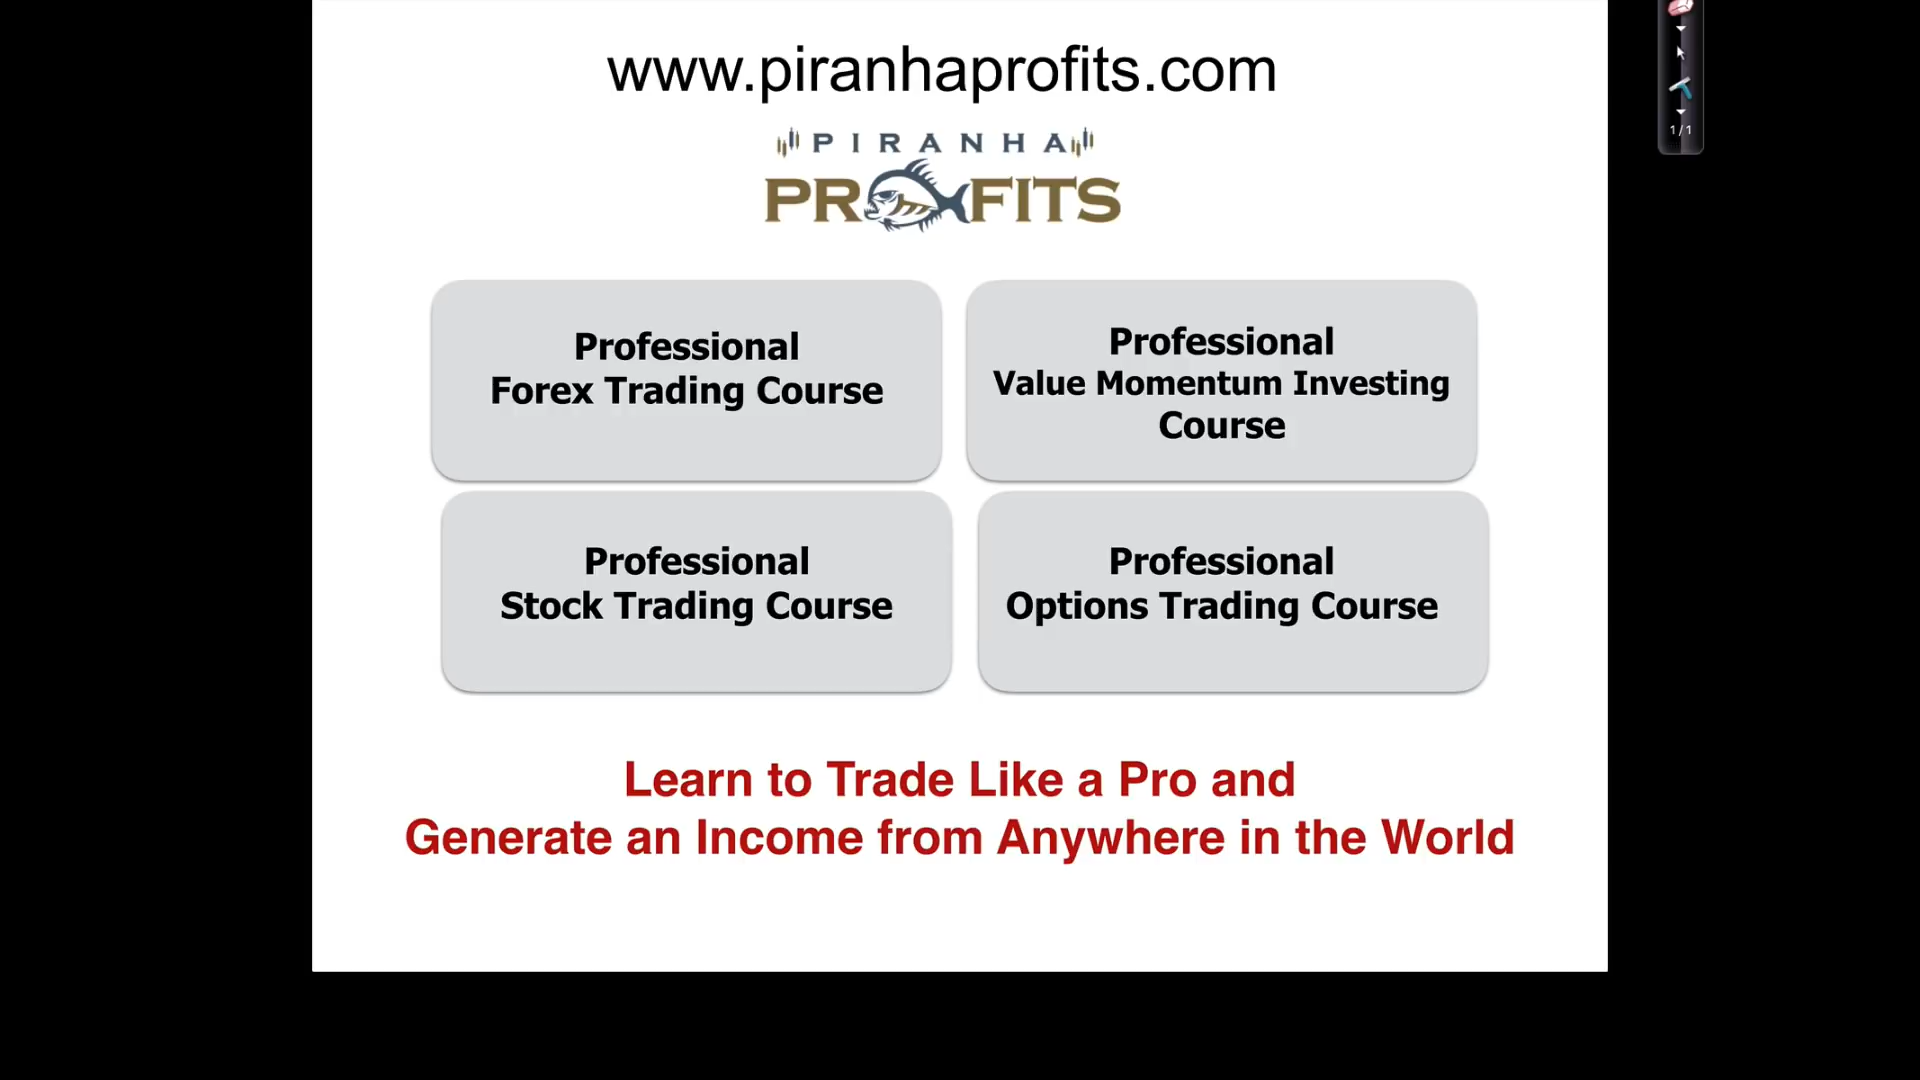 www.piranhaprofits.com
PIRANHA
PROFITS
Professional
Forex Trading Course
Professional
Value Momentum Investing
Course
Professional
Stock Trading Course
Professional
Options Trading Course
Learn to Trade Like a Pro and
Generate an Income from Anywhere in the World
1/1